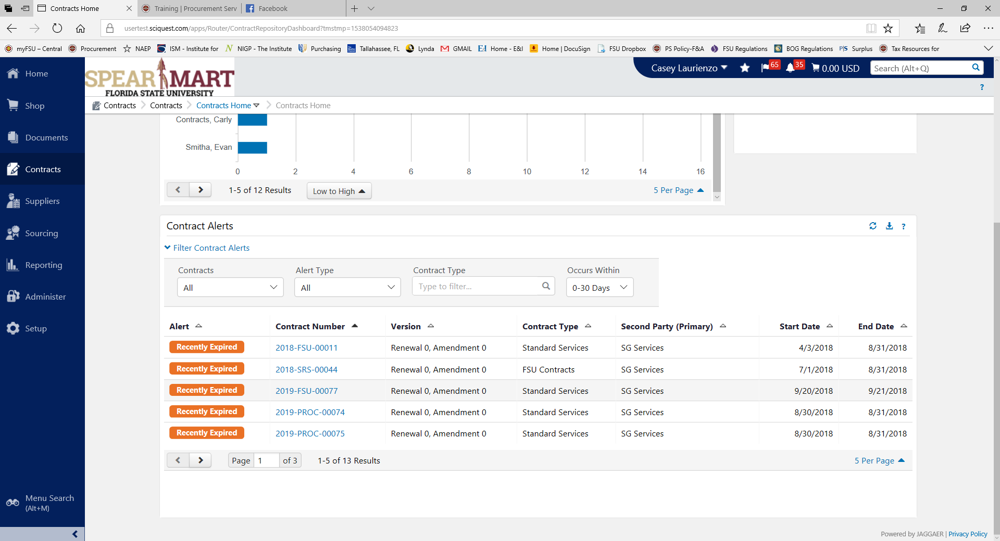 Contracts Home
Training | Procurement Serv
Facebook
usertest.sciquest.com/apps/Router/ContractRepositoryDashboard?tmstmp=1538054094823
myFSU – Central
Procurement
NAEP
ISM - Institute for
NIGP - The Institute
Purchasing
Tallahassee, FL
Lynda
GMAIL
Home - E&I
Home | DocuSign
FSU Dropbox
PS Policy-F&A
FSU Regulations
BOG Regulations
P|S Surplus
Tax Resources for
Home
Shop
Documents
Contracts
Suppliers
Sourcing
Reporting
Administer
Setup
Menu Search
(Alt+M)
SPEAR MART
FLORIDA STATE UNIVERSITY
Casey Laurienzo
65
35
0.00 USD
Search (Alt+Q)
?
Contracts
Contracts
Contracts Home
Contracts Home
Contracts, Carly
Smitha, Evan
0 2 4 6 8 10 12 14 16
1-5 of 12 Results
Low to High
5 Per Page
Contract Alerts
?
Filter Contract Alerts
Contracts Alert Type Contract Type Occurs Within
All All Type to filter... 0-30 Days
Alert Contract Number Version Contract Type Second Party (Primary) Start Date End Date
Recently Expired 2018-FSU-00011 Renewal 0, Amendment 0 Standard Services SG Services 4/3/2018 8/31/2018
Recently Expired 2018-SRS-00044 Renewal 0, Amendment 0 FSU Contracts SG Services 7/1/2018 8/31/2018
Recently Expired 2019-FSU-00077 Renewal 0, Amendment 0 Standard Services SG Services 9/20/2018 9/21/2018
Recently Expired 2019-PROC-00074 Renewal 0, Amendment 0 Standard Services SG Services 8/30/2018 8/31/2018
Recently Expired 2019-PROC-00075 Renewal 0, Amendment 0 Standard Services SG Services 8/30/2018 8/31/2018
Page 1 of 3 1-5 of 13 Results 5 Per Page
Powered by JAGGAER | Privacy Policy